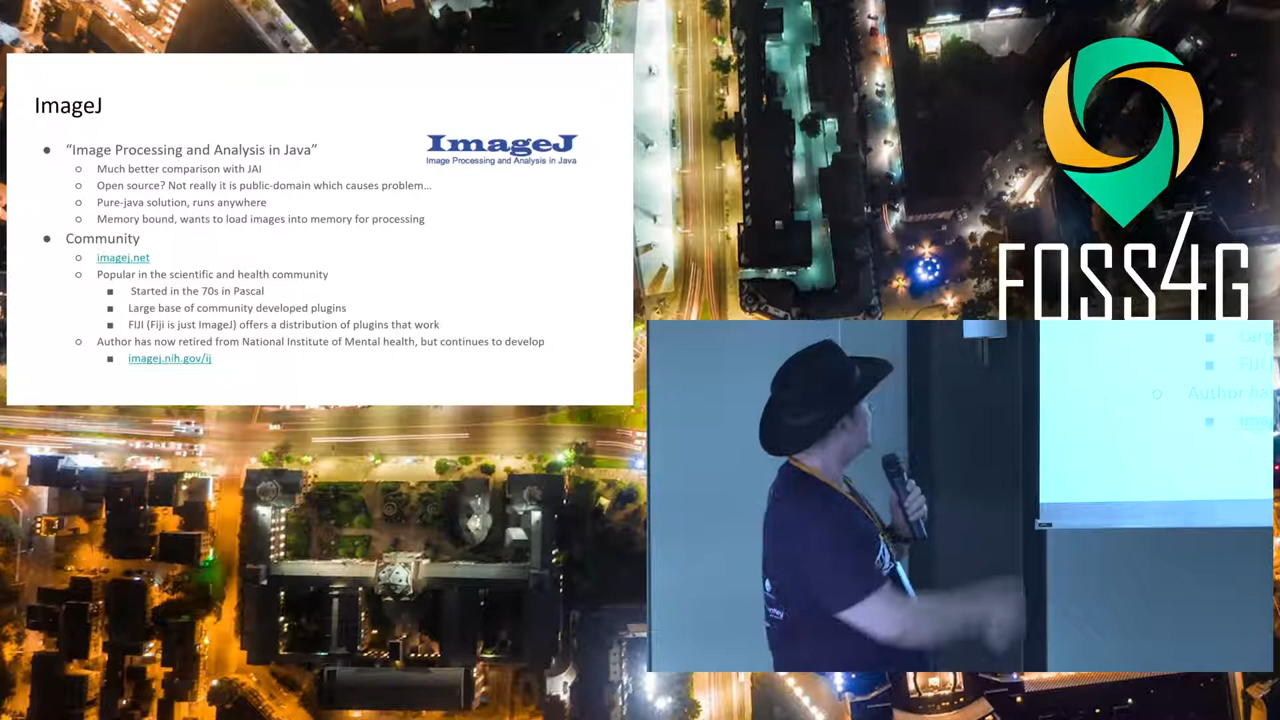 ImageJ
● "Image Processing and Analysis in Java"
○ Much better comparison with JAI
○ Open source? Not really it is public-domain which causes problem…
○ Pure-java solution, runs anywhere
○ Memory bound, wants to load images into memory for processing
● Community
○ imagej.net
○ Popular in the scientific and health community
■ Started in the 70s in Pascal
■ Large base of community developed plugins
■ FIJI (Fiji is just ImageJ) offers a distribution of plugins that work
○ Author has now retired from National Institute of Mental health, but continues to develop
■ imagej.nih.gov/ij
ImageJ
Image Processing and Analysis in Java
FOSS4G
■ Larg
■ FIJI
○ Author ha
■ imag